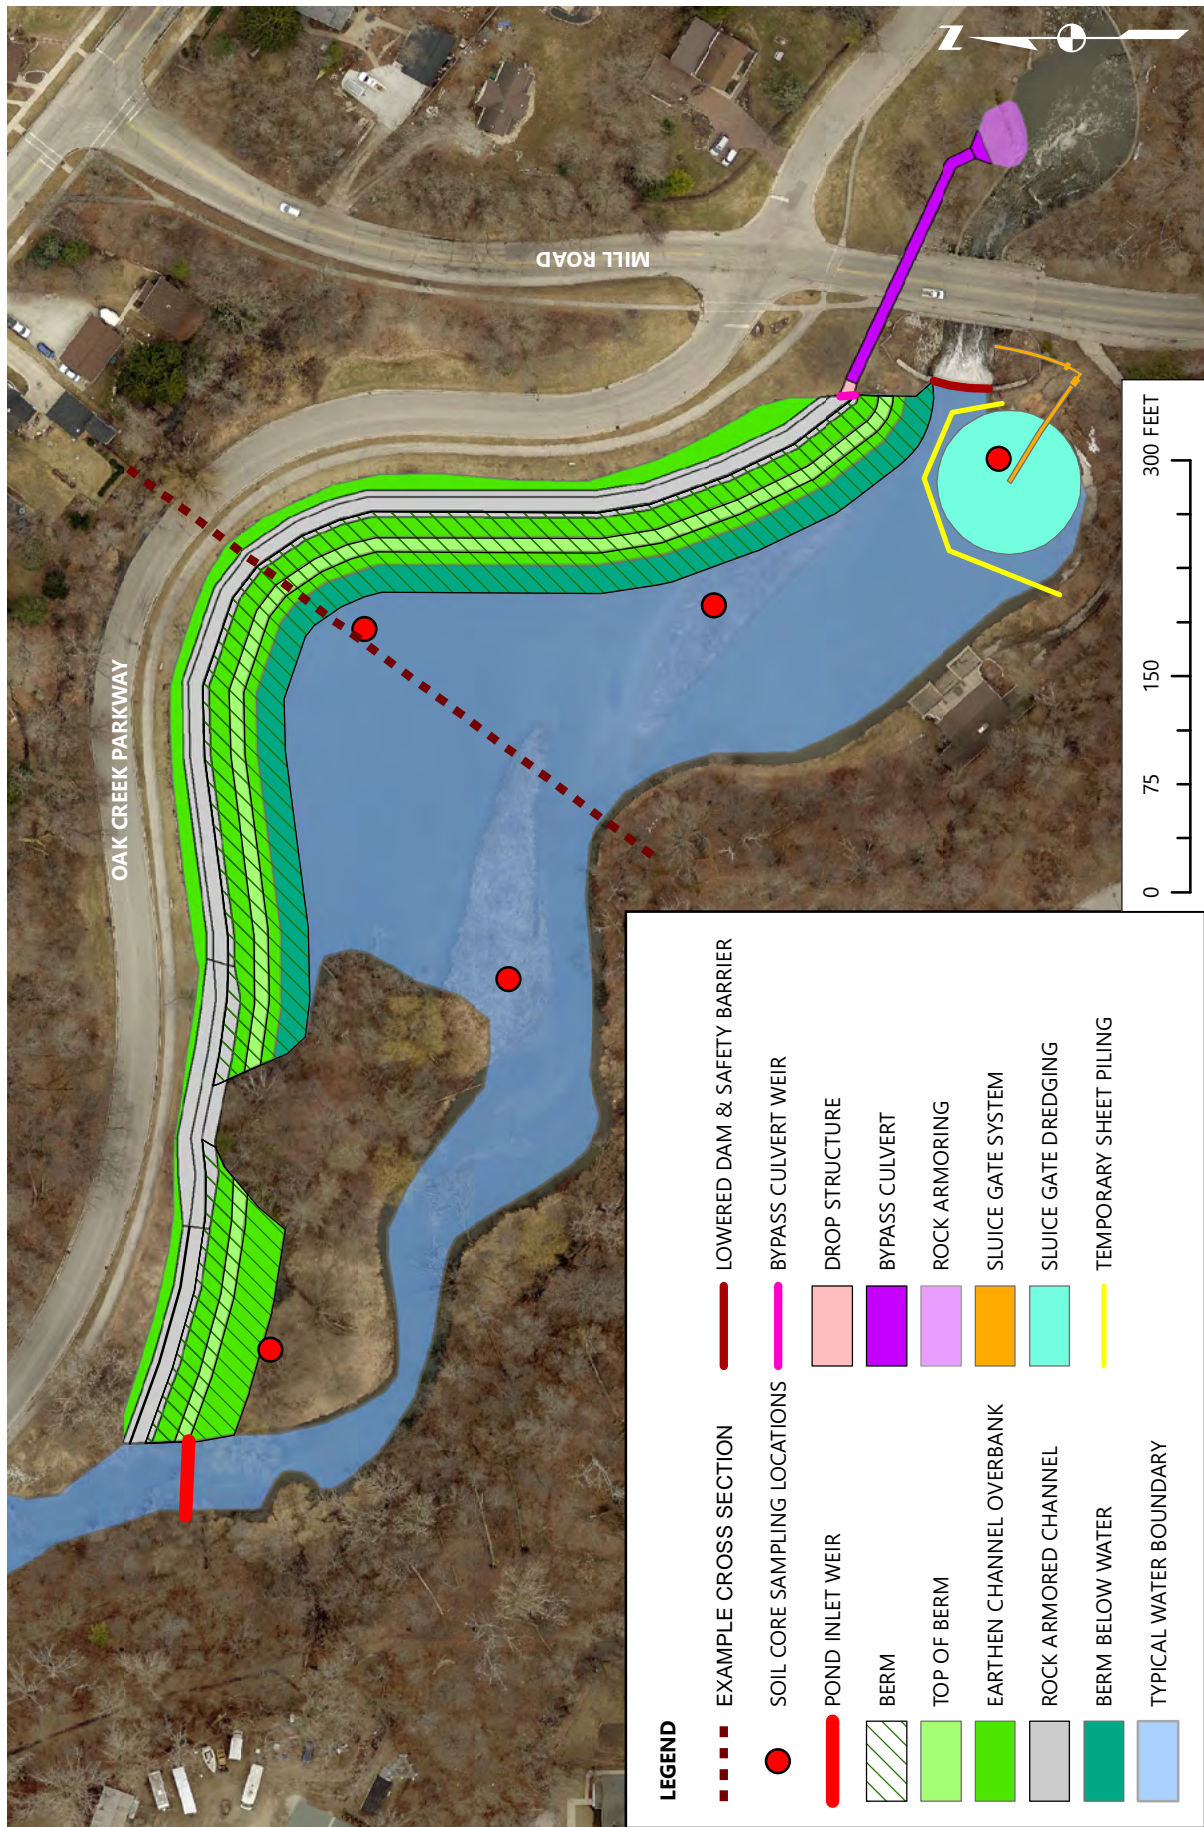 N
OAK CREEK PARKWAY
MILL ROAD
LEGEND
EXAMPLE CROSS SECTION
SOIL CORE SAMPLING LOCATIONS
POND INLET WEIR
BERM
TOP OF BERM
EARTHEN CHANNEL OVERBANK
ROCK ARMORED CHANNEL
BERM BELOW WATER
TYPICAL WATER BOUNDARY
LOWERED DAM & SAFETY BARRIER
BYPASS CULVERT WEIR
DROP STRUCTURE
BYPASS CULVERT
ROCK ARMORING
SLUICE GATE SYSTEM
SLUICE GATE DREDGING
TEMPORARY SHEET PILING
0 75 150 300 FEET